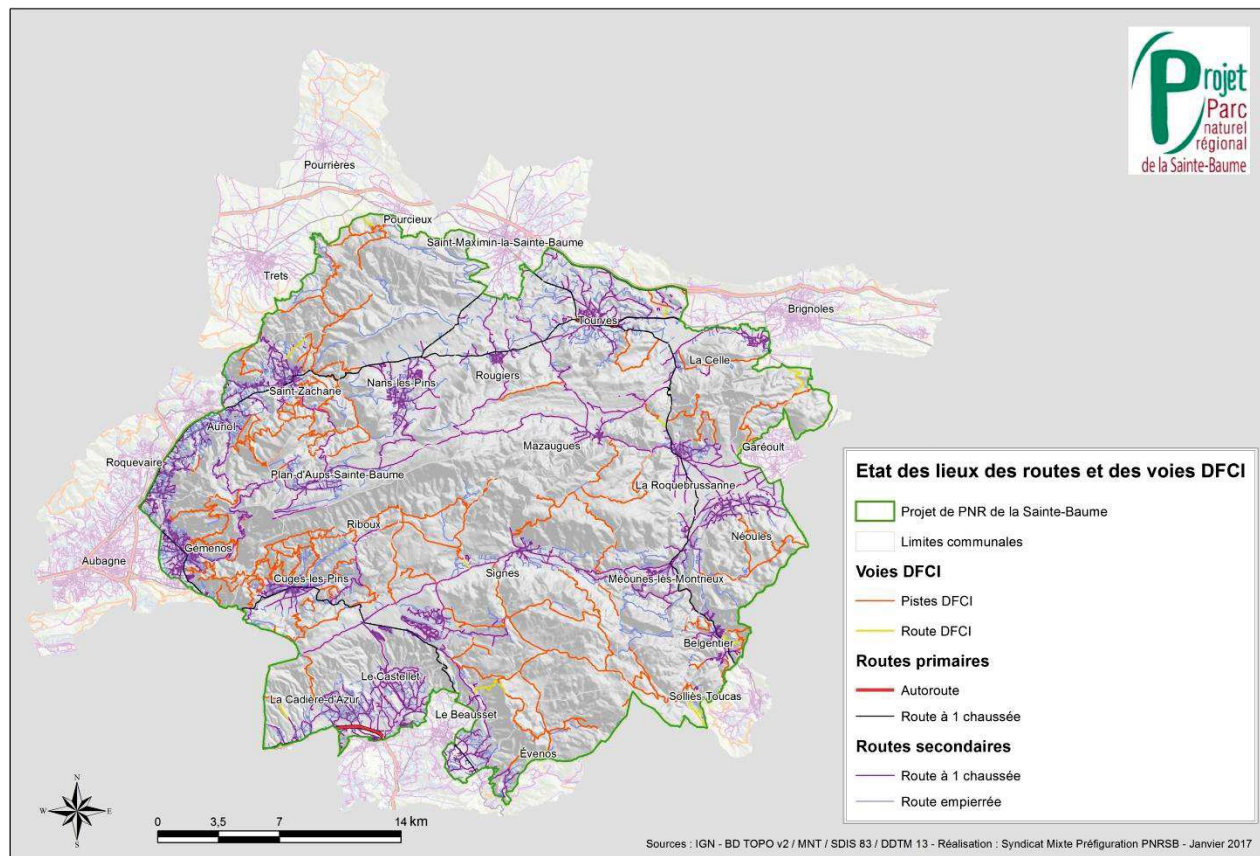 Projet
Parc
naturel
régional
de la Sainte-Baume
Pourrières
Pourcieux
Saint-Maximin-la-Sainte-Baume
Trets
Brignoles
Tourves
La Celle
Rougiers
Nans-les-Pins
Saint-Zacharie
Auriol
Garéoult
Mazaugues
Roquevaire
Plan-d'Aups-Sainte-Baume
La Roquebrussanne
Riboux
Néoules
Gémenos
Aubagne
Cuges-les-Pins
Signes
Méounes-les-Montrieux
Belgentier
Le Castellet
La Cadière-d'Azur
Solliès-Toucas
Le Beausset
Évenos
Etat des lieux des routes et des voies DFCI
Projet de PNR de la Sainte-Baume
Limites communales
Voies DFCI
Pistes DFCI
Route DFCI
Routes primaires
Autoroute
Route à 1 chaussée
Routes secondaires
Route à 1 chaussée
Route empierrée
N
W E
S
0 3,5 7 14 km
Sources : IGN - BD TOPO v2 / MNT / SDIS 83 / DDTM 13 - Réalisation : Syndicat Mixte Préfiguration PNRSB - Janvier 2017